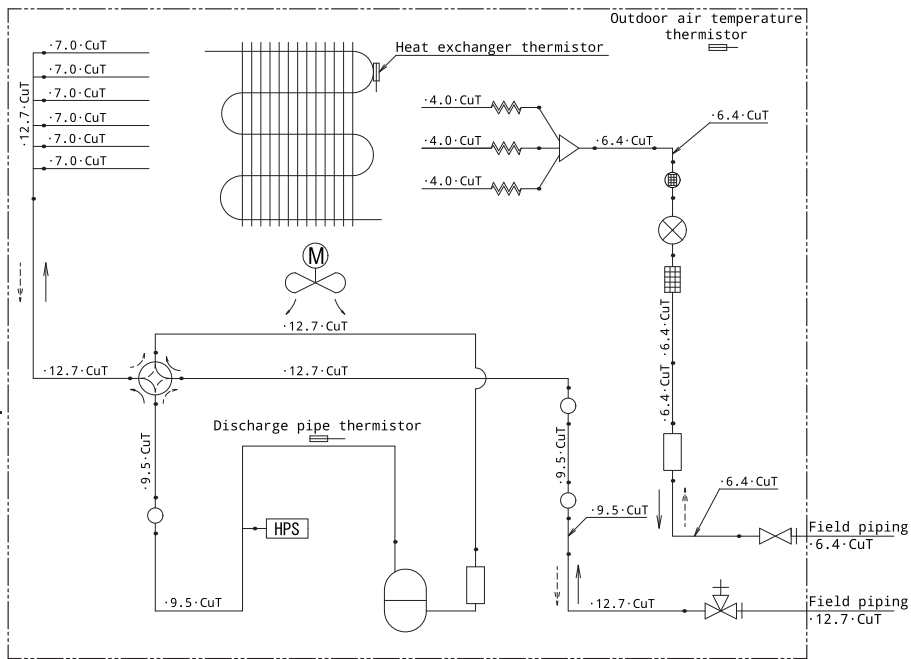 Outdoor air temperature
thermistor
·7.0·CuT
·7.0·CuT
·7.0·CuT
·7.0·CuT
·7.0·CuT
·7.0·CuT
·12.7·CuT
Heat exchanger thermistor
·4.0·CuT
·4.0·CuT
·4.0·CuT
·6.4·CuT
·6.4·CuT
M
·12.7·CuT
·6.4·CuT
·12.7·CuT
·12.7·CuT
·6.4·CuT
Discharge pipe thermistor
·9.5·CuT
·9.5·CuT
·6.4·CuT
·9.5·CuT
HPS
Field piping
·6.4·CuT
·9.5·CuT
·12.7·CuT
Field piping
·12.7·CuT